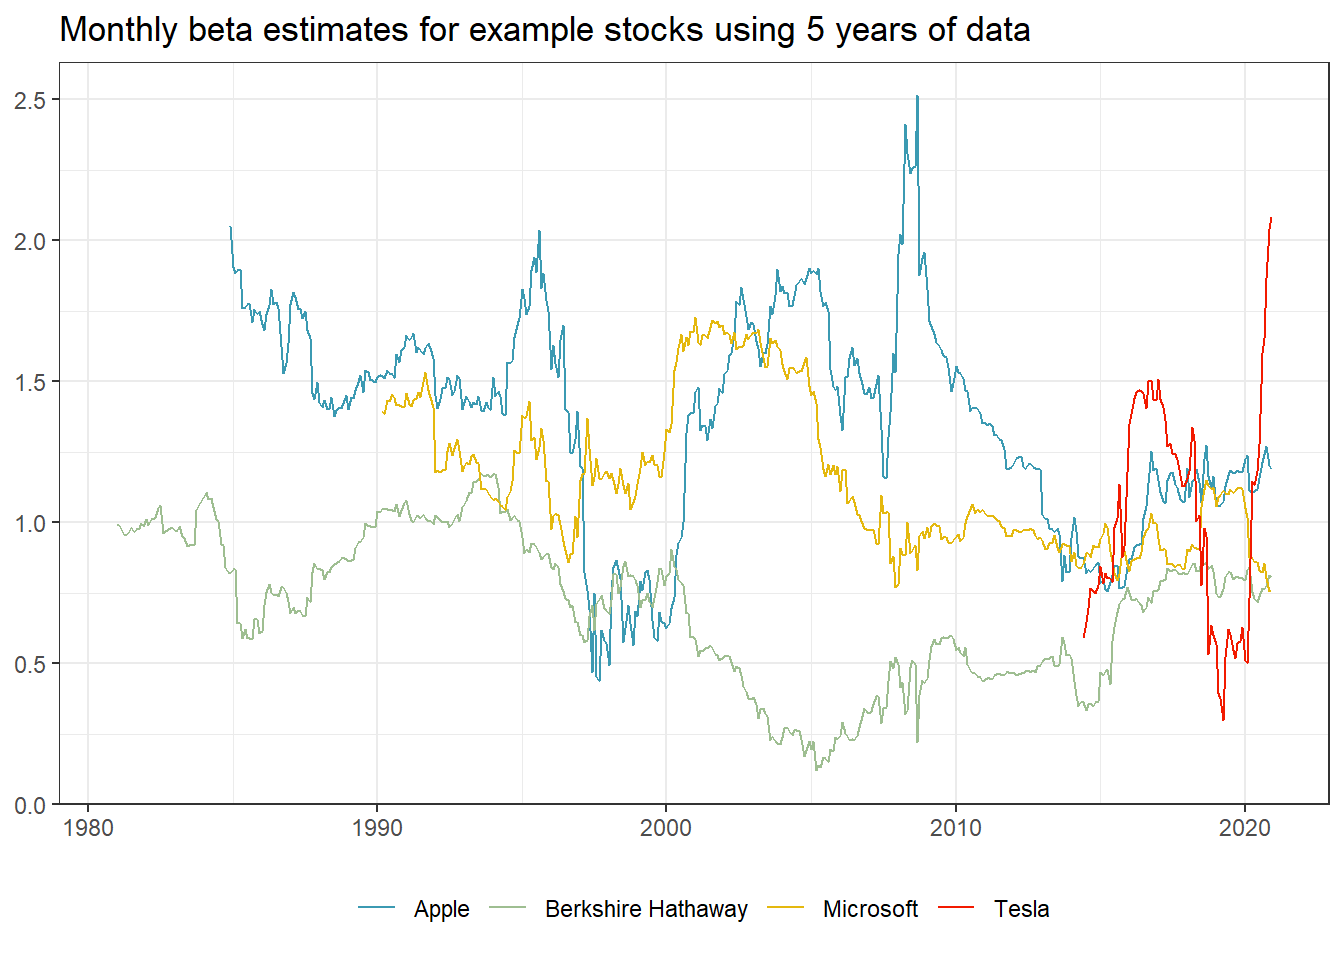 Monthly beta estimates for example stocks using 5 years of data
2.5
2.0
1.5
1.0
0.5
0.0
1980 1990 2000 2010 2020
Apple Berkshire Hathaway Microsoft Tesla